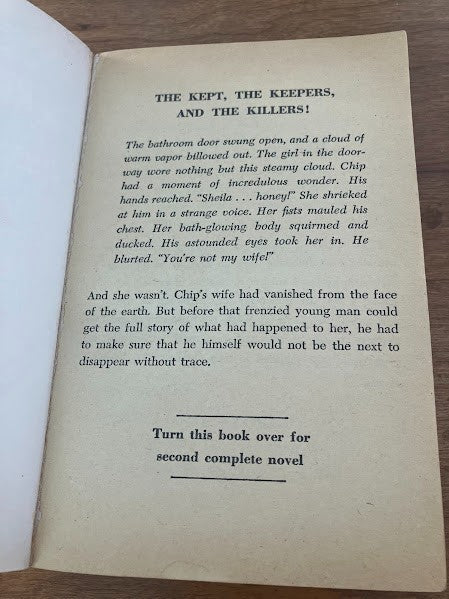 THE KEPT, THE KEEPERS,
AND THE KILLERS!
The bathroom door swung open, and a cloud of
warm vapor billowed out. The girl in the door-
way wore nothing but this steamy cloud. Chip
had a moment of incredulous wonder. His
hands reached. "Sheila . . . honey!" She shrieked
at him in a strange voice. Her fists mauled his
chest. Her bath-glowing body squirmed and
ducked. His astounded eyes took her in. He
blurted. "You're not my wife!"
And she wasn't. Chip's wife had vanished from the face
of the earth. But before that frenzied young man could
get the full story of what had happened to her, he had
to make sure that he himself would not be the next to
disappear without trace.
Turn this book over for
second complete novel